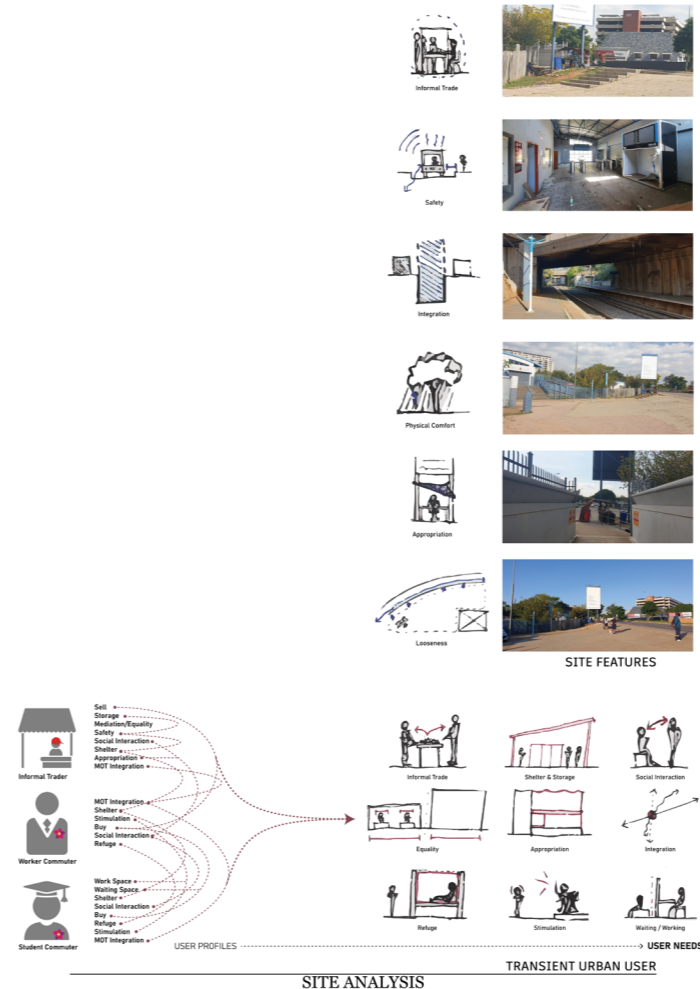 Informal Trade
Safety
Integration
Physical Comfort
Appropriation
Looseness
SITE FEATURES
Sell
Storage
Mediation/Equality
Safety
Social Interaction
Shelter
Appropriation
MOT Integration
Informal Trader
MOT Integration
Shelter
Stimulation
Buy
Social Interaction
Refuge
Worker Commuter
Work Space
Waiting Space
Shelter
Social Interaction
Buy
Refuge
Stimulation
MOT Integration
Student Commuter
Informal Trade
Shelter & Storage
Social Interaction
Equality
Appropriation
Integration
Refuge
Stimulation
Waiting / Working
USER PROFILES
USER NEEDS
TRANSIENT URBAN USER
SITE ANALYSIS